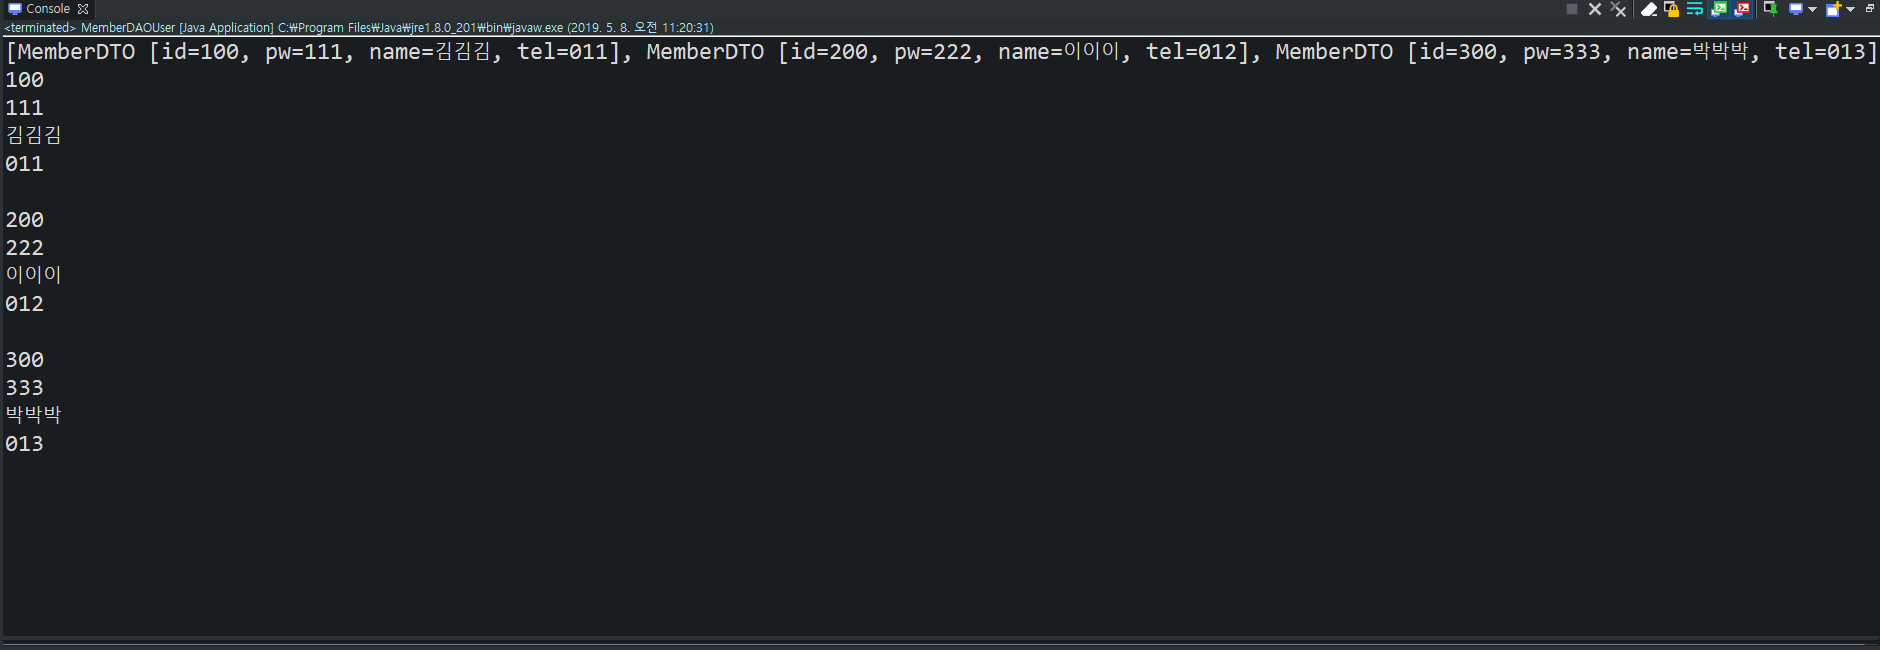 Console
<terminated> MemberDAOUser [Java Application] C:₩Program Files₩Java₩jre1.8.0_201₩bin₩javaw.exe (2019. 5. 8. 오전 11:20:31)
[MemberDTO [id=100, pw=111, name=김김김, tel=011], MemberDTO [id=200, pw=222, name=이이이, tel=012], MemberDTO [id=300, pw=333, name=박박박, tel=013]
100
111
김김김
011
200
222
이이이
012
300
333
박박박
013